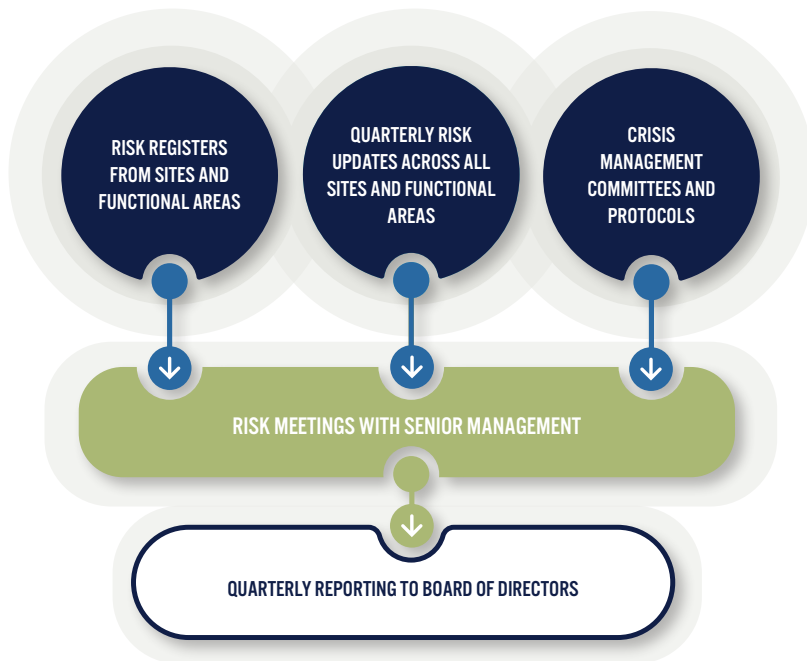 RISK REGISTERS
FROM SITES AND
FUNCTIONAL AREAS
QUARTERLY RISK
UPDATES ACROSS ALL
SITES AND FUNCTIONAL
AREAS
CRISIS
MANAGEMENT
COMMITTEES AND
PROTOCOLS
RISK MEETINGS WITH SENIOR MANAGEMENT
QUARTERLY REPORTING TO BOARD OF DIRECTORS